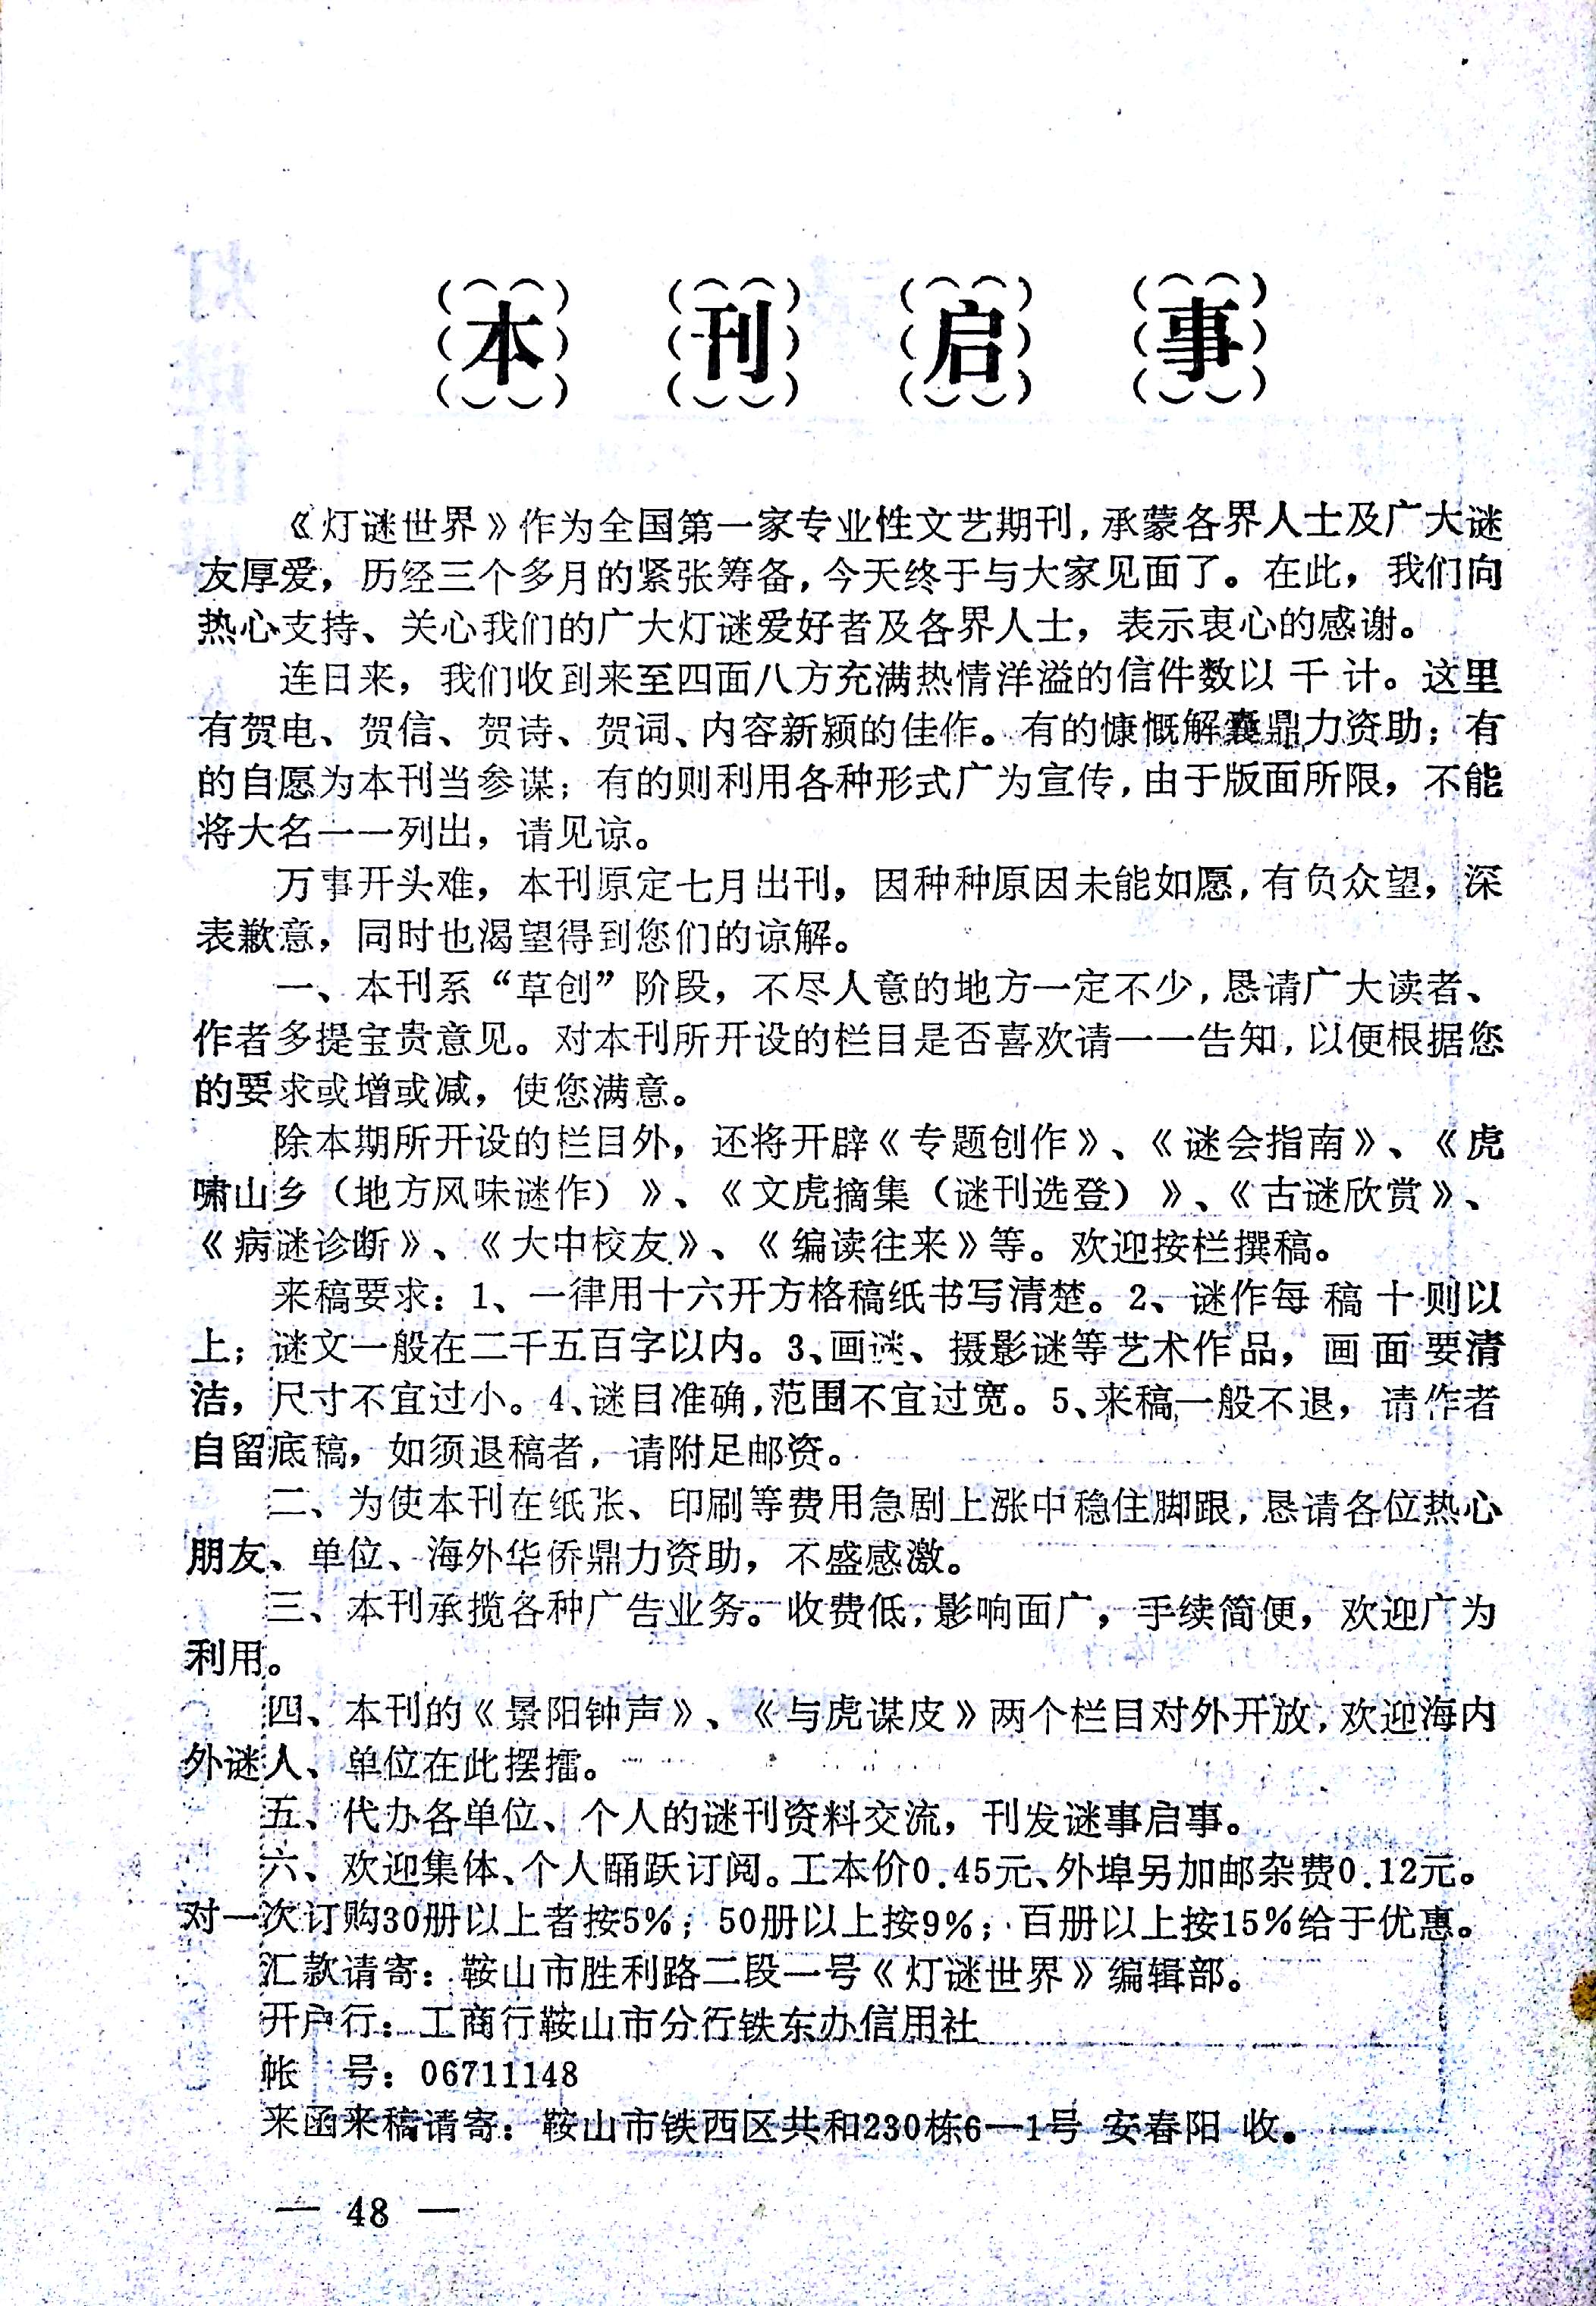 本刊启事
《灯谜世界》作为全国第一家专业性文艺期刊，承蒙各界人士及广大谜
友厚爱，历经三个多月的紧张筹备，今天终于与大家见面了。在此，我们向
热心支持、关心我们的广大灯谜爱好者及各界人士，表示衷心的感谢。
连日来，我们收到来至四面八方充满热情洋溢的信件数以千计。这里
有贺电、贺信、贺诗、贺词、内容新颖的佳作。有的慷慨解囊鼎力资助；有
的自愿为本刊当参谋；有的则利用各种形式广为宣传，由于版面所限，不能
将大名一一列出，请见谅。
万事开头难，本刊原定七月出刊，因种种原因未能如愿，有负众望，深
表歉意，同时也渴望得到您们的谅解。
一、本刊系“草创”阶段，不尽人意的地方一定不少，恳请广大读者、
作者多提宝贵意见。对本刊所开设的栏目是否喜欢请一一告知，以便根据您
的要求或增或减，使您满意。
除本期所开设的栏目外，还将开辟《专题创作》、《谜会指南》、《虎
啸山乡（地方风味谜作）》、《文虎摘集（谜刊选登）》、《古谜欣赏》、
《病谜诊断》、《大中校友》、《编读往来》等。欢迎按栏撰稿。
来稿要求：1、一律用十六开方格稿纸书写清楚。2、谜作每稿十则以
上；谜文一般在二千五百字以内。3、画谜、摄影谜等艺术作品，画面要清
洁，尺寸不宜过小。4、谜目准确，范围不宜过宽。5、来稿一般不退，请作者
自留底稿，如须退稿者，请附足邮资。
二、为使本刊在纸张、印刷等费用急剧上涨中稳住脚跟，恳请各位热心
朋友、单位、海外华侨鼎力资助，不盛感激。
三、本刊承揽各种广告业务。收费低，影响面广，手续简便，欢迎广为
利用。
四、本刊的《景阳钟声》、《与虎谋皮》两个栏目对外开放，欢迎海内
外谜人、单位在此摆擂。
五、代办各单位、个人的谜刊资料交流，刊发谜事启事。
六、欢迎集体、个人踊跃订阅。工本价0.45元、外埠另加邮杂费0.12元。
对一次订购30册以上者按5%；50册以上按9%；百册以上按15%给于优惠。
汇款请寄：鞍山市胜利路二段一号《灯谜世界》编辑部。
开户行：工商行鞍山市分行铁东办信用社
帐　号：06711148
来函来稿请寄：鞍山市铁西区共和230栋6—1号 安春阳 收。
— 48 —